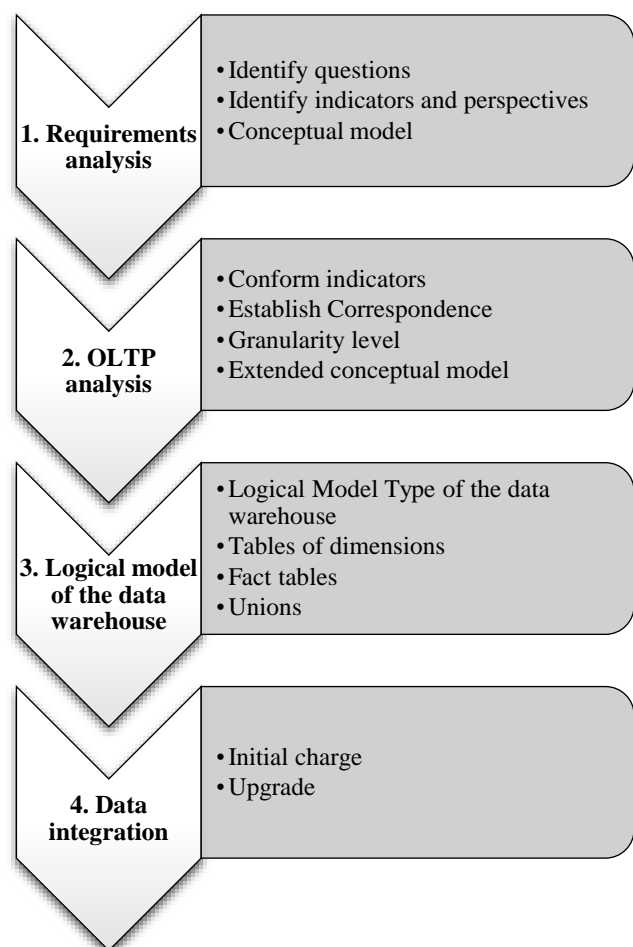 1. Requirements
analysis
• Identify questions
• Identify indicators and perspectives
• Conceptual model
2. OLTP
analysis
• Conform indicators
• Establish Correspondence
• Granularity level
• Extended conceptual model
3. Logical model
of the data
warehouse
• Logical Model Type of the data
warehouse
• Tables of dimensions
• Fact tables
• Unions
4. Data
integration
• Initial charge
• Upgrade